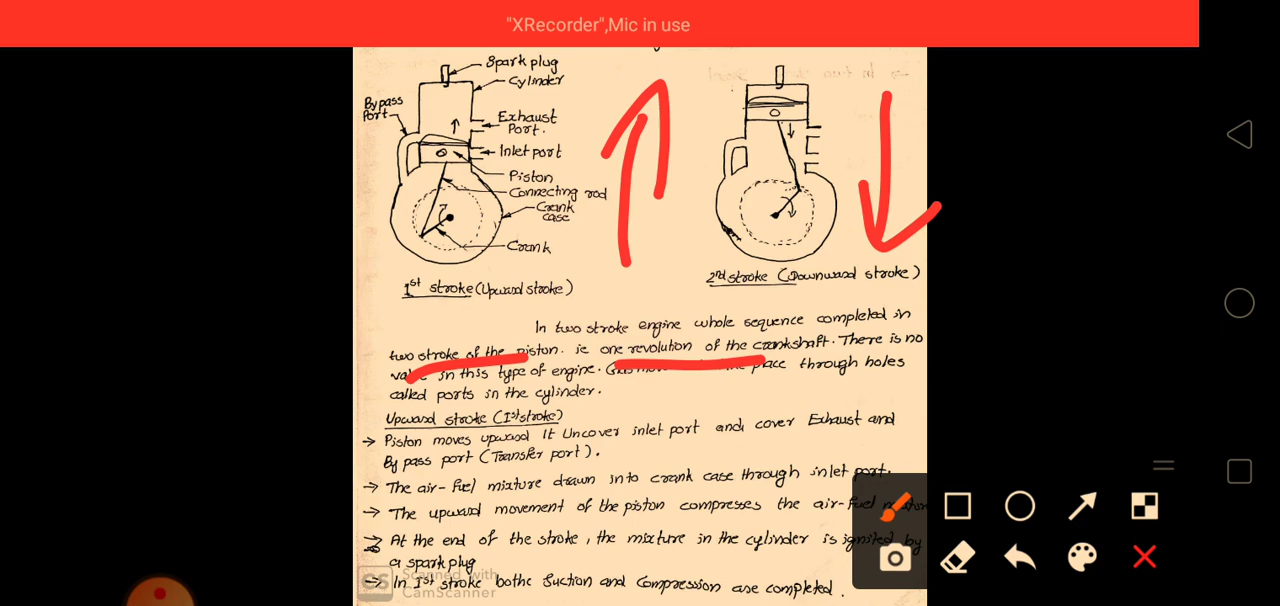 "XRecorder",Mic in use
Spark plug
Cylinder
By pass
Port
Exhaust
Port.
Inlet port
Piston
Connecting rod
Crank
case
Crank
1st stroke (Upward stroke)
2nd stroke (Downward stroke)
In two stroke engine whole sequence completed in
two stroke of the piston. ie one revolution of the crankshaft. There is no
in this type of engine. place through holes
called ports in the cylinder.
Upward stroke (1st stroke)
→ Piston moves upward It Uncover inlet port and cover Exhaust and
By pass port (Transfer port).
→ The air-fuel mixture drawn into crank case through inlet port.
→ The upward movement of the piston compresses the air-fuel
→ At the end of the stroke, the mixture in the cylinder is ignited by
a spark plug
→ In 1st stroke bothe Suction and Compression are completed.
CS Scanned with
CamScanner